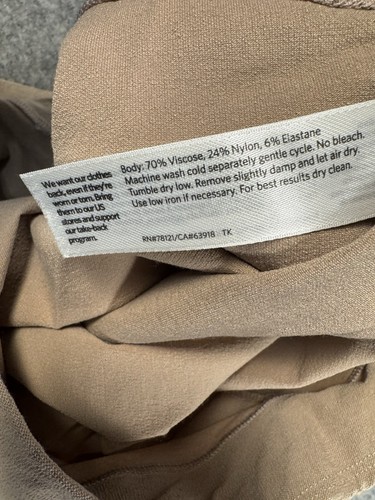 We want our clothes
back, even if they're
worn or torn. Bring
them to our US
stores and support
our take-back
program.
Body: 70% Viscose, 24% Nylon, 6% Elastane
Machine wash cold separately gentle cycle. No bleach.
Tumble dry low. Remove slightly damp and let air dry.
Use low iron if necessary. For best results dry clean.
RN#78121/CA#63918 TK